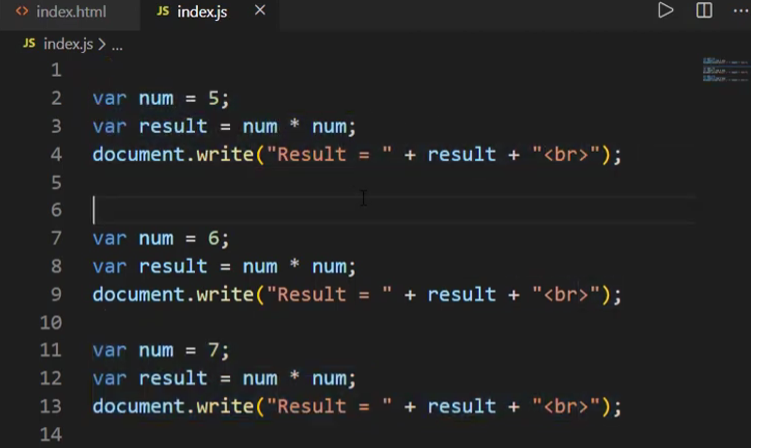 index.html
JS index.js ×
JS index.js > ...
1
2 var num = 5;
3 var result = num * num;
4 document.write("Result = " + result + "<br>");
5
6
7 var num = 6;
8 var result = num * num;
9 document.write("Result = " + result + "<br>");
10
11 var num = 7;
12 var result = num * num;
13 document.write("Result = " + result + "<br>");
14